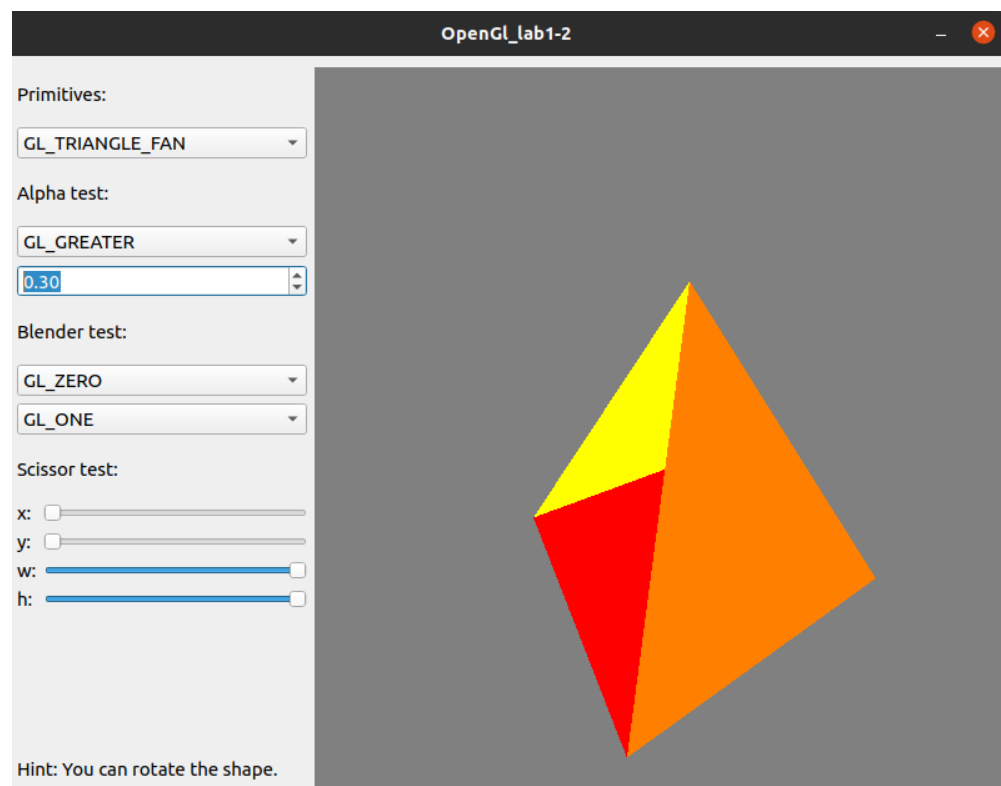 OpenGl_lab1-2
Primitives:
GL_TRIANGLE_FAN
Alpha test:
GL_GREATER
0.30
Blender test:
GL_ZERO
GL_ONE
Scissor test:
x:
y:
w:
h:
Hint: You can rotate the shape.